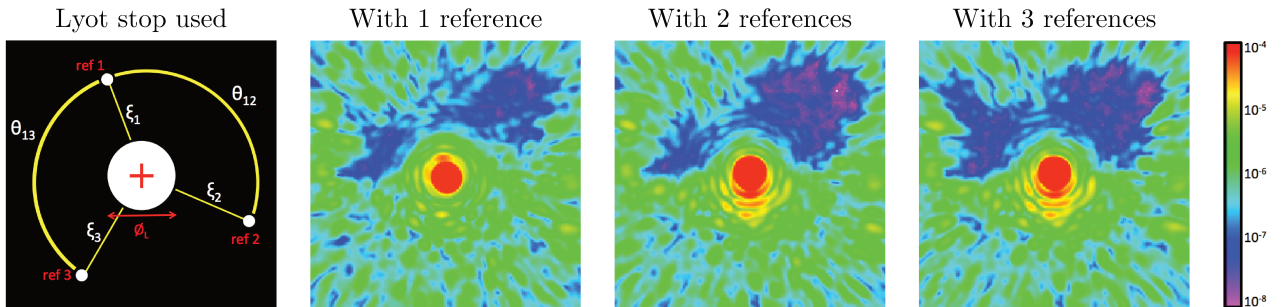 Lyot stop used
With 1 reference
With 2 references
With 3 references
ref 1
θ₁₂
ξ₁
θ₁₃
ξ₂
ref 2
ξ₃
Ø_L
ref 3
10⁻⁴
10⁻⁵
10⁻⁶
10⁻⁷
10⁻⁸